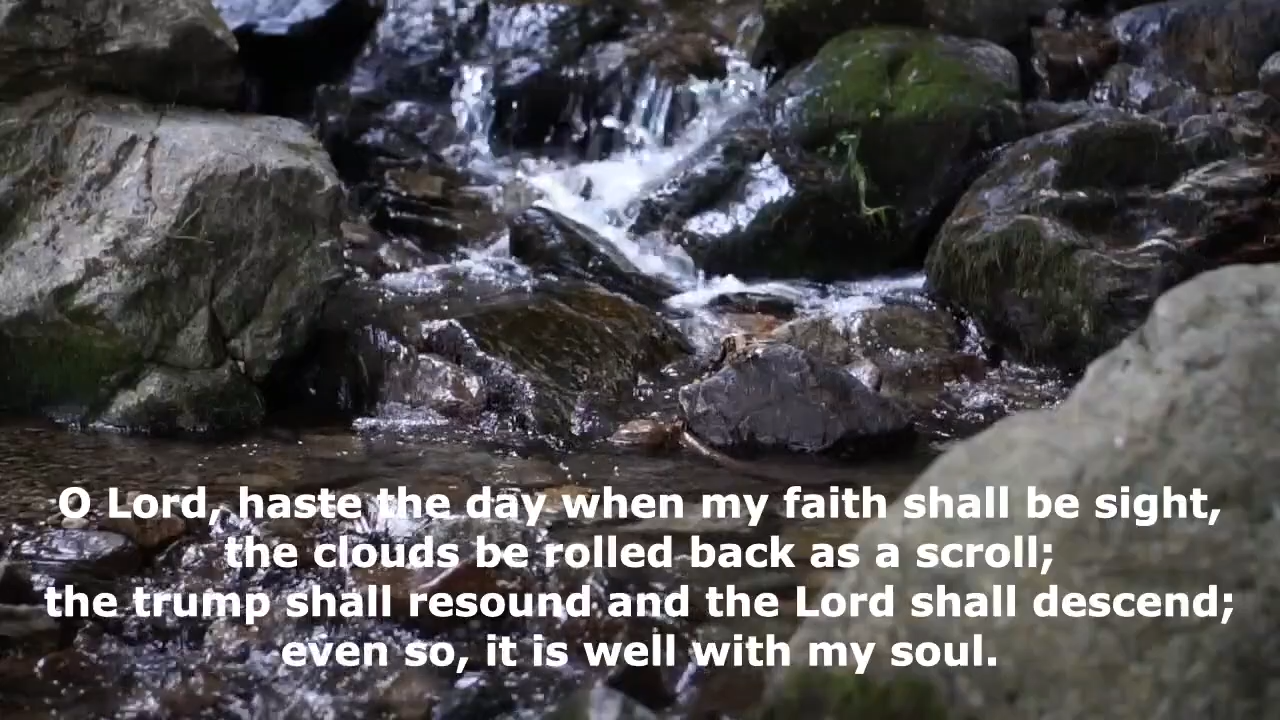 O Lord, haste the day when my faith shall be sight,
the clouds be rolled back as a scroll;
the trump shall resound and the Lord shall descend;
even so, it is well with my soul.